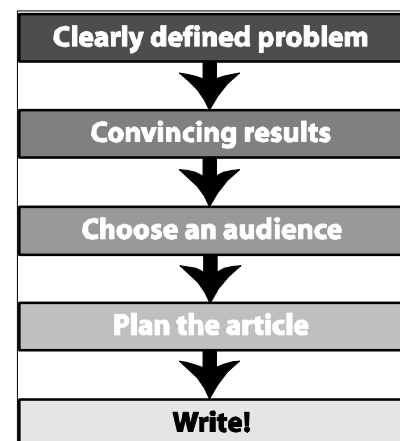 Clearly defined problem
Convincing results
Choose an audience
Plan the article
Write!